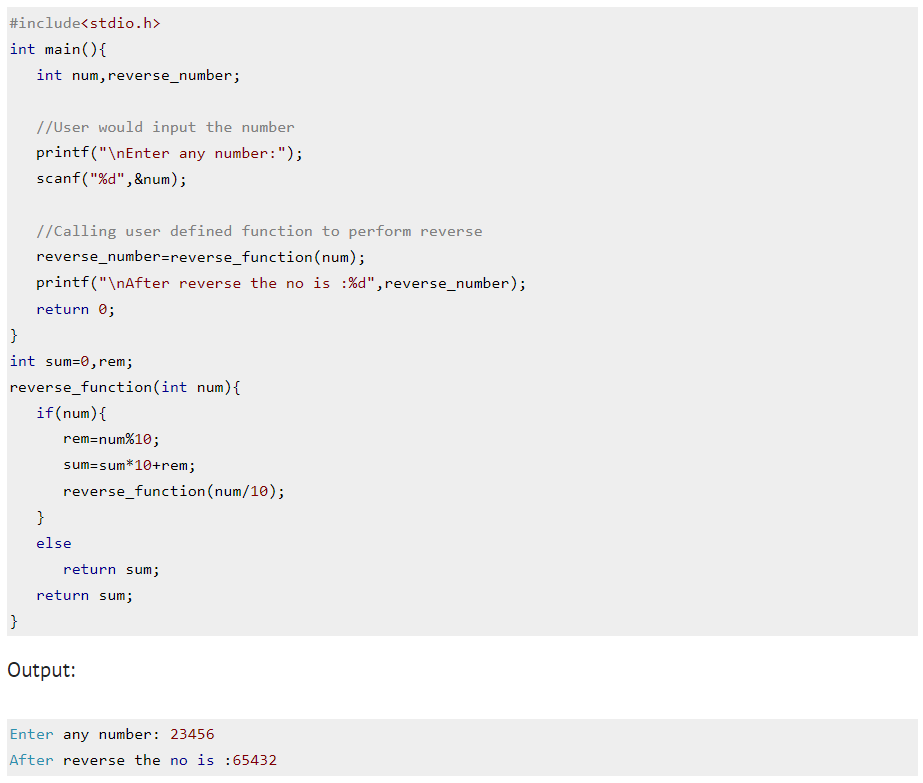 #include<stdio.h>
int main(){
   int num,reverse_number;
   //User would input the number
   printf("\nEnter any number:");
   scanf("%d",&num);
   //Calling user defined function to perform reverse
   reverse_number=reverse_function(num);
   printf("\nAfter reverse the no is :%d",reverse_number);
   return 0;
}
int sum=0,rem;
reverse_function(int num){
   if(num){
      rem=num%10;
      sum=sum*10+rem;
      reverse_function(num/10);
   }
   else
      return sum;
   return sum;
}
Output:
Enter any number: 23456
After reverse the no is :65432